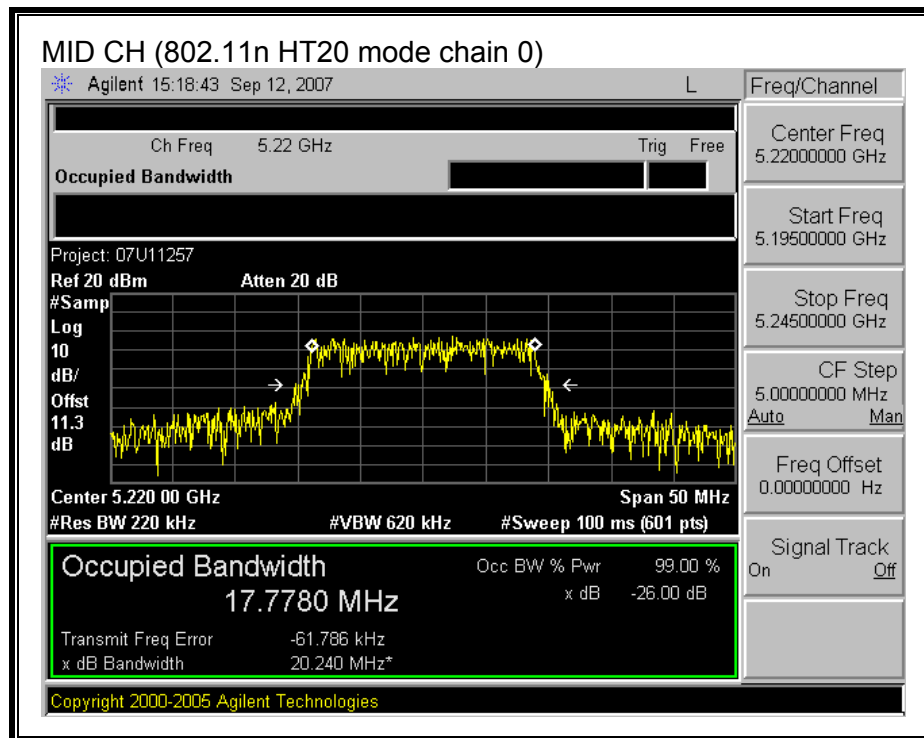 MID CH (802.11n HT20 mode chain 0)
Agilent 15:18:43 Sep 12, 2007 L
Freq/Channel
Ch Freq 5.22 GHz Trig Free
Occupied Bandwidth
Center Freq
5.22000000 GHz
Start Freq
5.19500000 GHz
Stop Freq
5.24500000 GHz
CF Step
5.00000000 MHz
Auto Man
Freq Offset
0.00000000 Hz
Signal Track
On Off
Project: 07U11257
Ref 20 dBm Atten 20 dB
#Samp
Log
10
dB/
Offst
11.3
dB
Center 5.220 00 GHz Span 50 MHz
#Res BW 220 kHz #VBW 620 kHz #Sweep 100 ms (601 pts)
Occupied Bandwidth
17.7780 MHz
Occ BW % Pwr 99.00 %
x dB -26.00 dB
Transmit Freq Error -61.786 kHz
x dB Bandwidth 20.240 MHz*
Copyright 2000-2005 Agilent Technologies